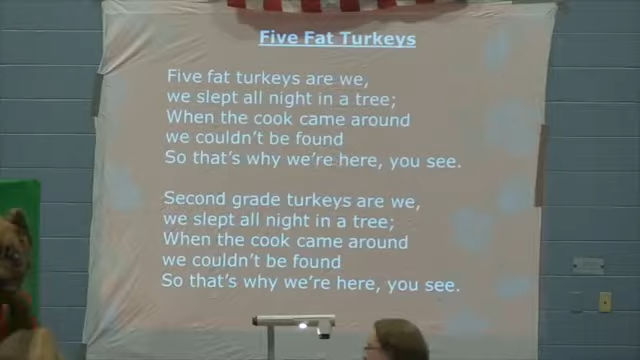 Five Fat Turkeys
Five fat turkeys are we,
we slept all night in a tree;
When the cook came around
we couldn't be found
So that's why we're here, you see.
Second grade turkeys are we,
we slept all night in a tree;
When the cook came around
we couldn't be found
So that's why we're here, you see.